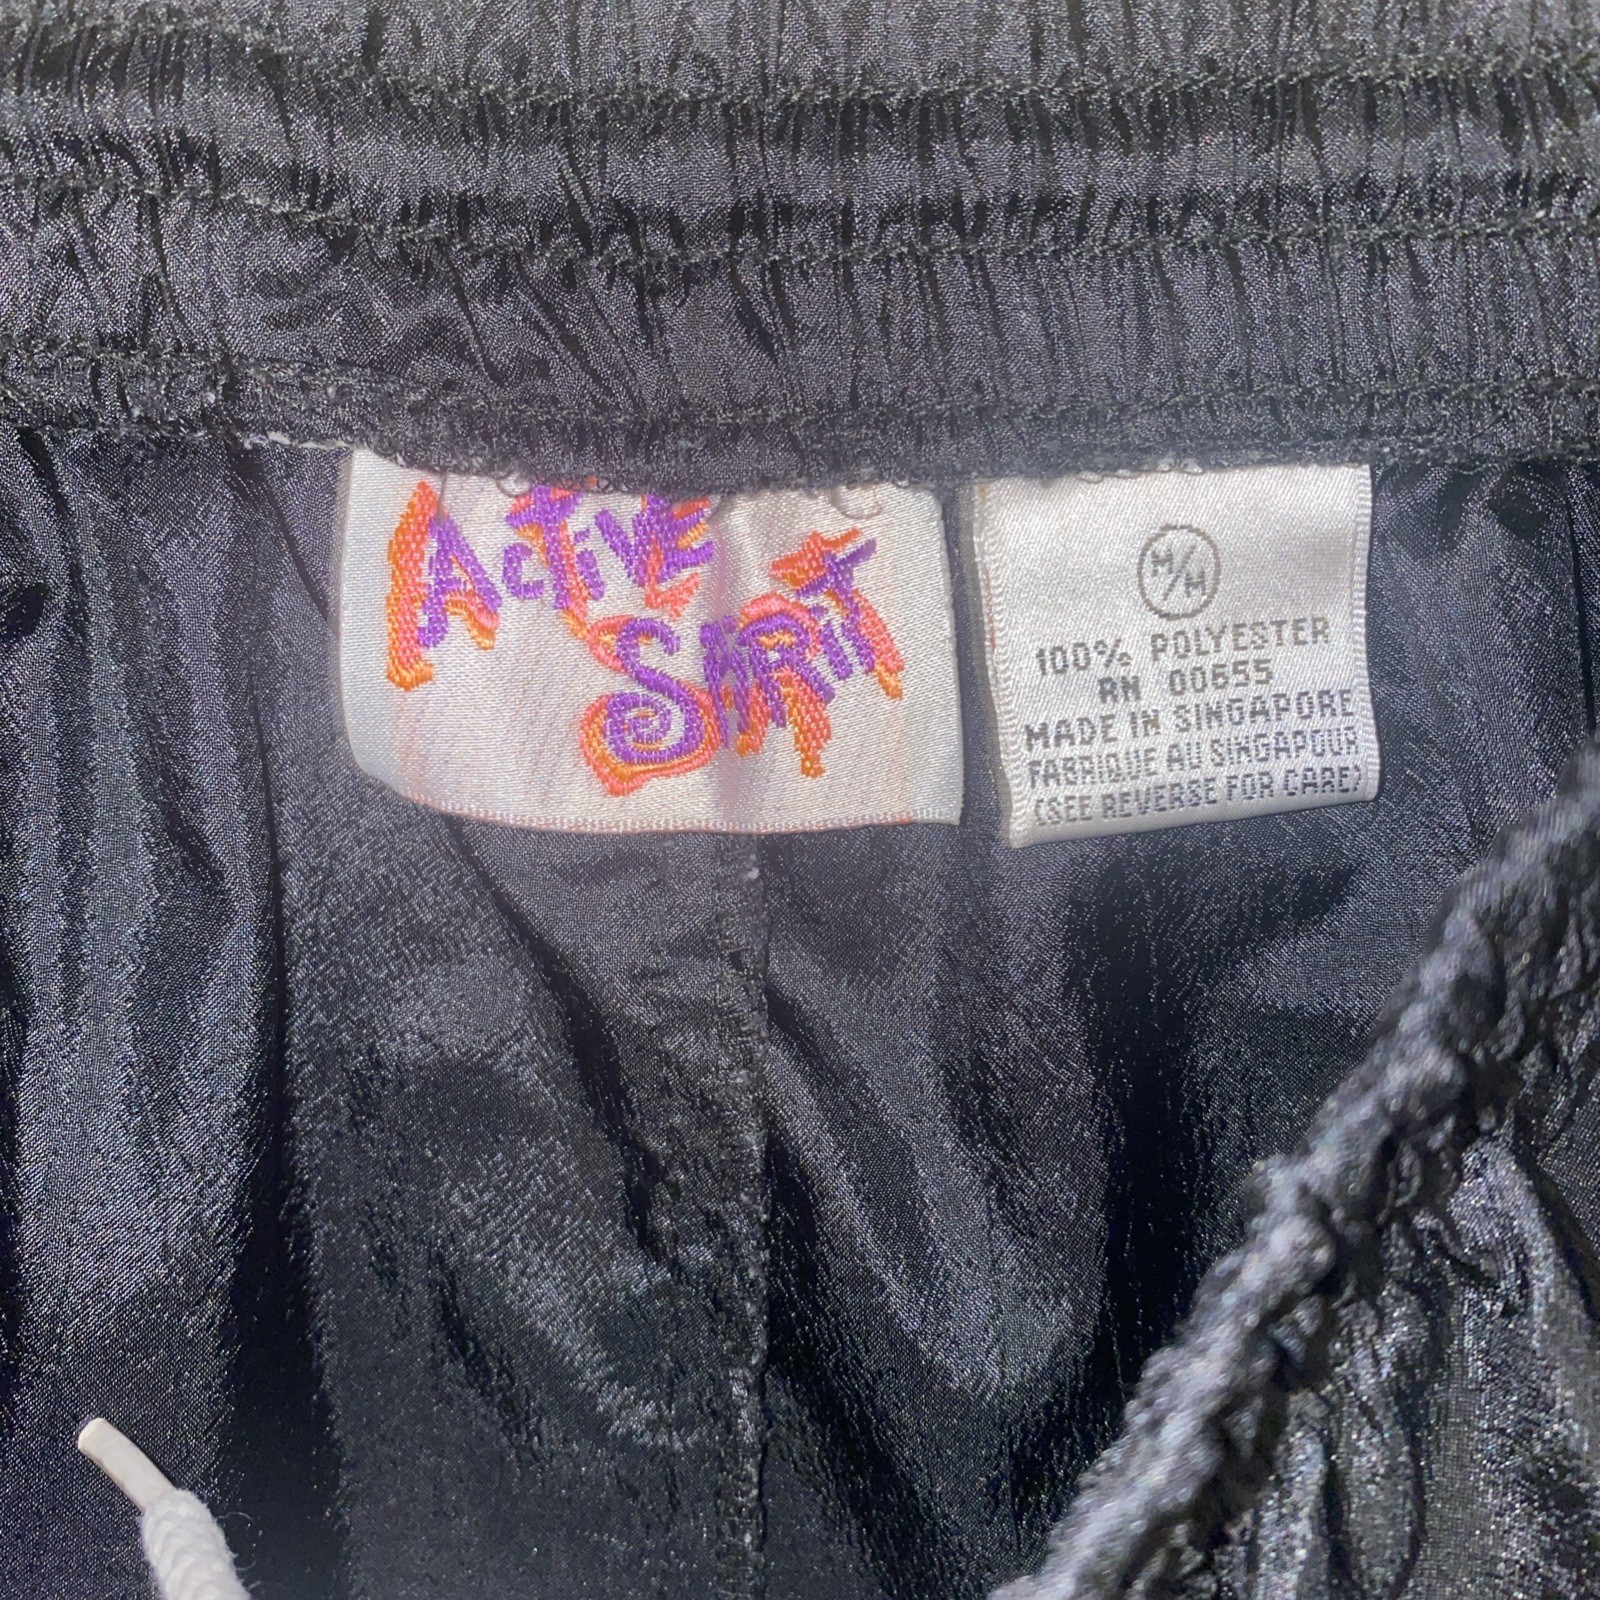 Active
Spirit
M/M
100% POLYESTER
RN 00655
MADE IN SINGAPORE
FABRIQUE AU SINGAPOUR
(SEE REVERSE FOR CARE)